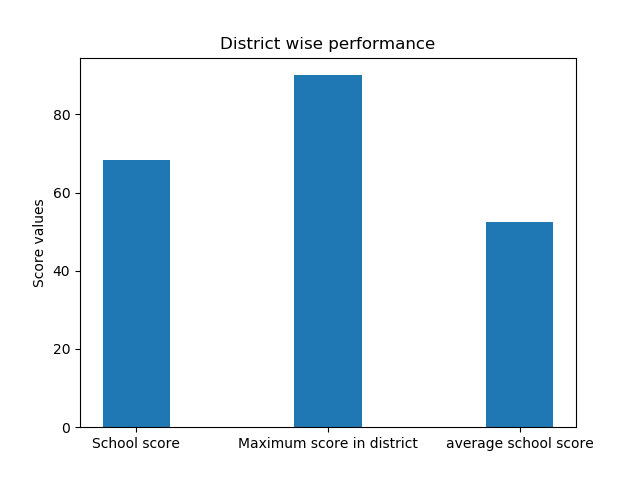 District wise performance
Score values
80
60
40
20
0
School score
Maximum score in district
average school score